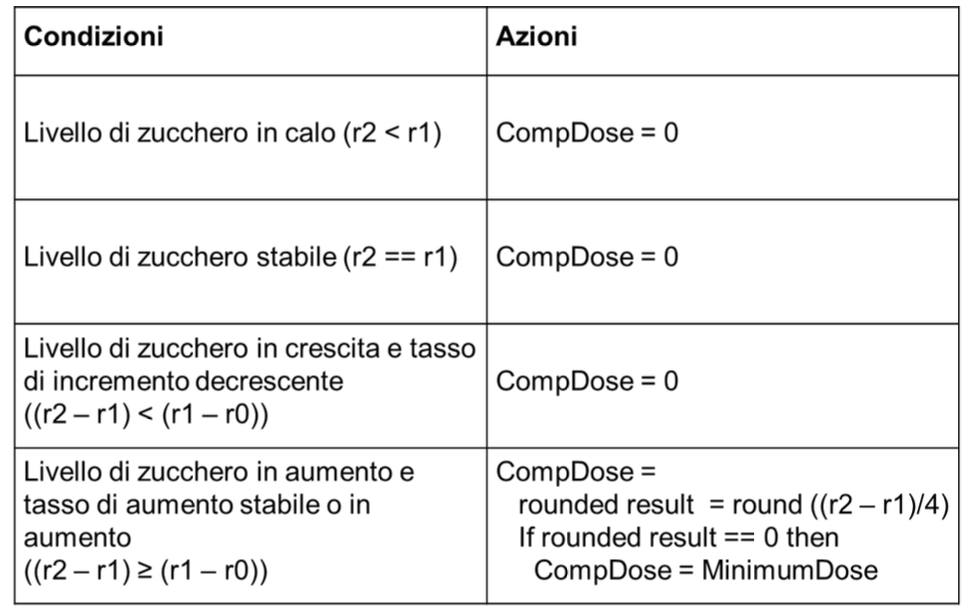 Condizioni
Azioni
Livello di zucchero in calo (r2 < r1)
CompDose = 0
Livello di zucchero stabile (r2 == r1)
CompDose = 0
Livello di zucchero in crescita e tasso
di incremento decrescente
((r2 – r1) < (r1 – r0))
CompDose = 0
Livello di zucchero in aumento e
tasso di aumento stabile o in
aumento
((r2 – r1) ≥ (r1 – r0))
CompDose =
rounded result = round ((r2 – r1)/4)
If rounded result == 0 then
CompDose = MinimumDose